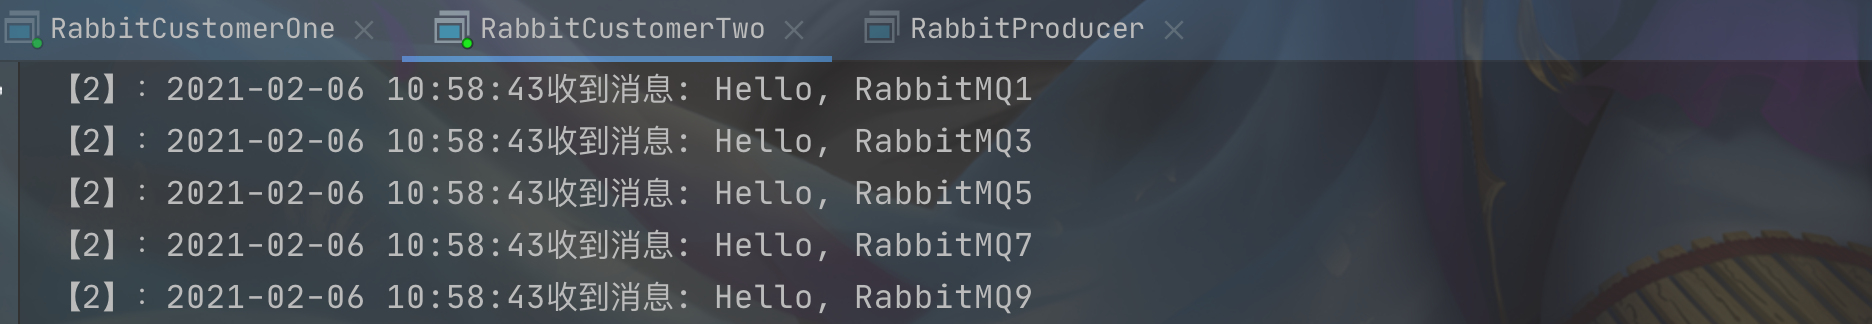 RabbitCustomerOne RabbitCustomerTwo RabbitProducer
【2】：2021-02-06 10:58:43收到消息: Hello, RabbitMQ1
【2】：2021-02-06 10:58:43收到消息: Hello, RabbitMQ3
【2】：2021-02-06 10:58:43收到消息: Hello, RabbitMQ5
【2】：2021-02-06 10:58:43收到消息: Hello, RabbitMQ7
【2】：2021-02-06 10:58:43收到消息: Hello, RabbitMQ9